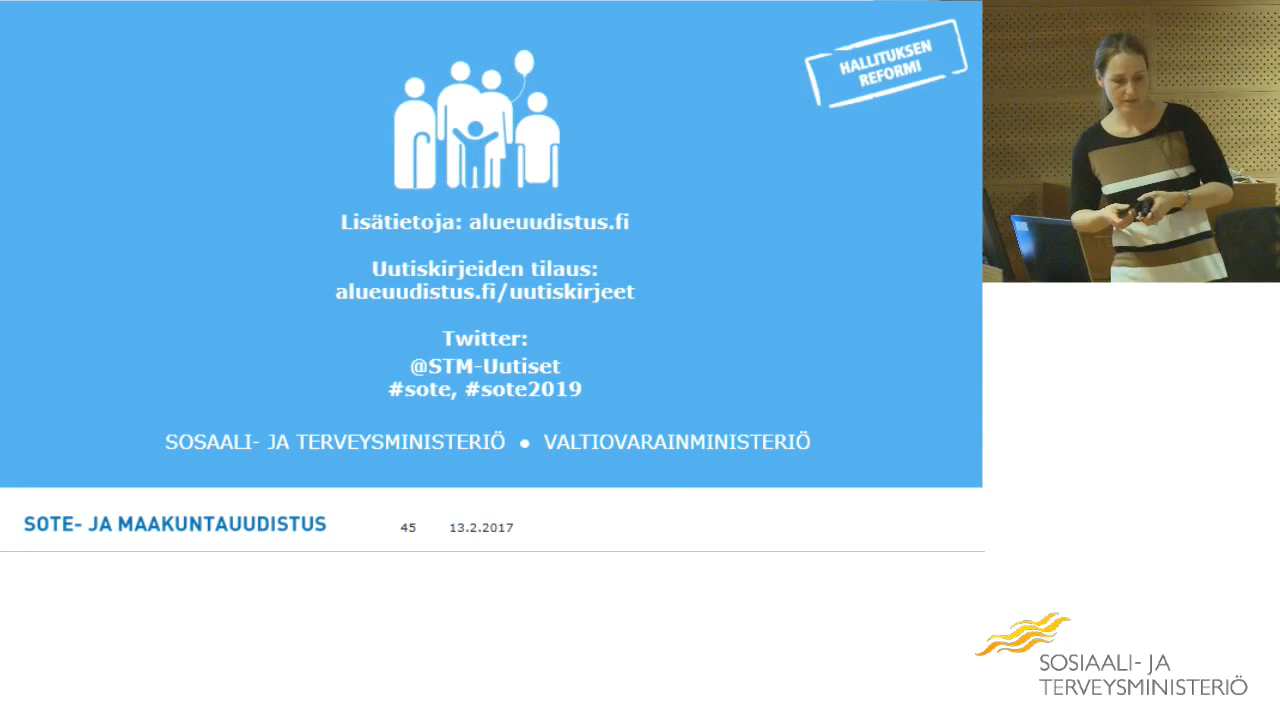 HALLITUKSEN
REFORMI
Lisätietoja: alueuudistus.fi
Uutiskirjeiden tilaus:
alueuudistus.fi/uutiskirjeet
Twitter:
@STM-Uutiset
#sote, #sote2019
SOSAALI- JA TERVEYSMINISTERIÖ ● VALTIOVARAINMINISTERIÖ
SOTE- JA MAAKUNTAUUDISTUS 45 13.2.2017
SOSIAALI- JA
TERVEYSMINISTERIÖ